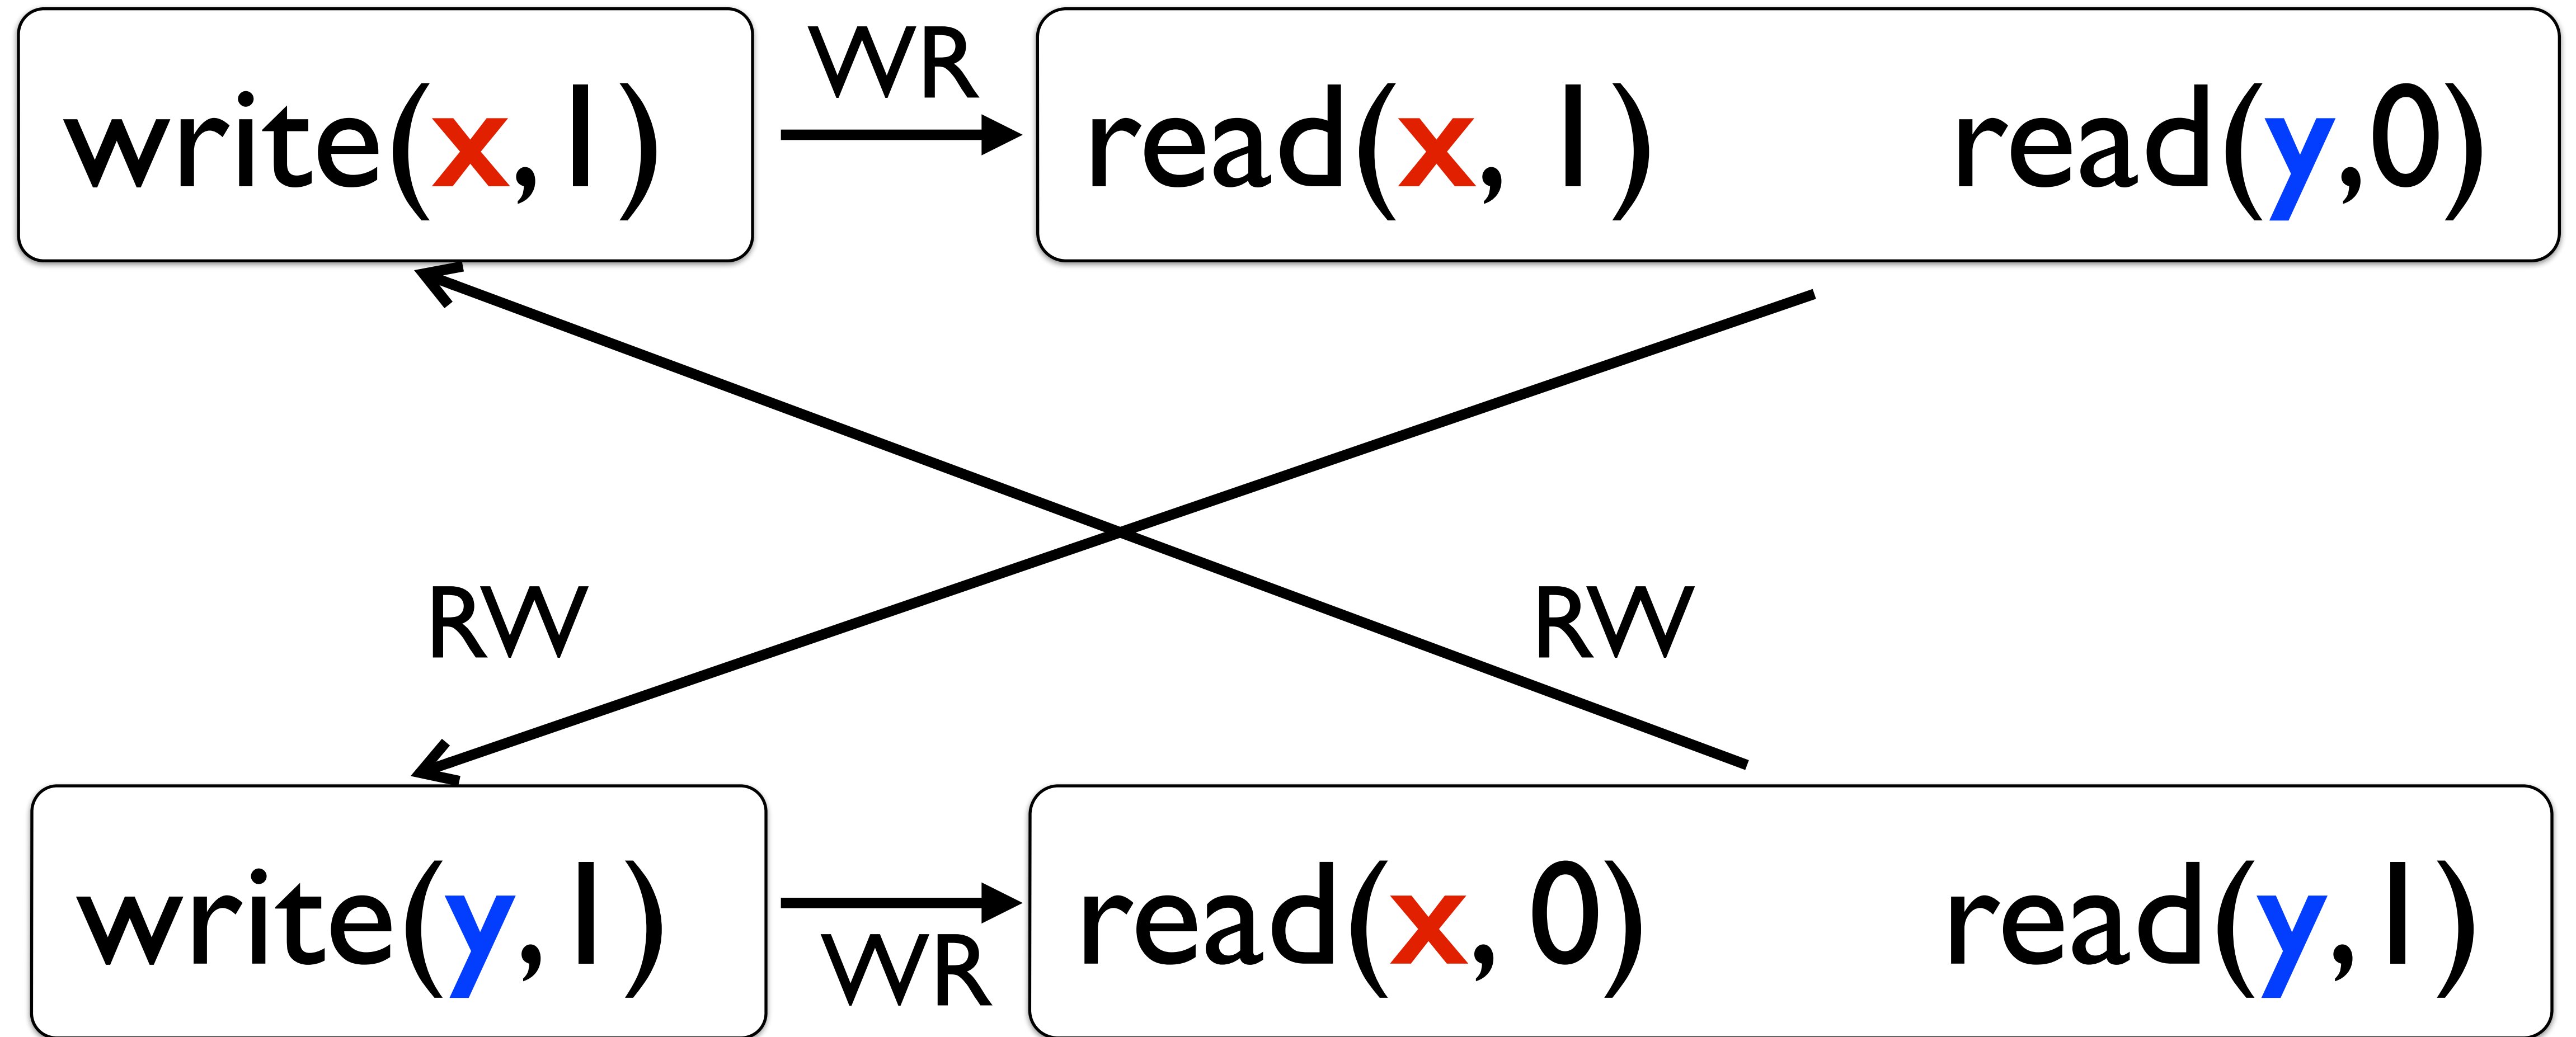 write(x,1) WR read(x, 1) read(y,0)
RW RW
write(y,1) WR read(x, 0) read(y,1)